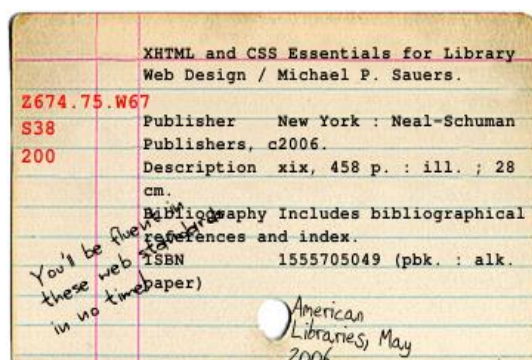 XHTML and CSS Essentials for Library
Web Design / Michael P. Sauers.
Z674.75.W67
S38
200
Publisher New York : Neal-Schuman
Publishers, c2006.
Description xix, 458 p. : ill. ; 28
cm.
Bibliography Includes bibliographical
references and index.
ISBN 1555705049 (pbk. : alk.
paper)
You'll be fluent in
these web standards
in no time!
American
Libraries, May
2006